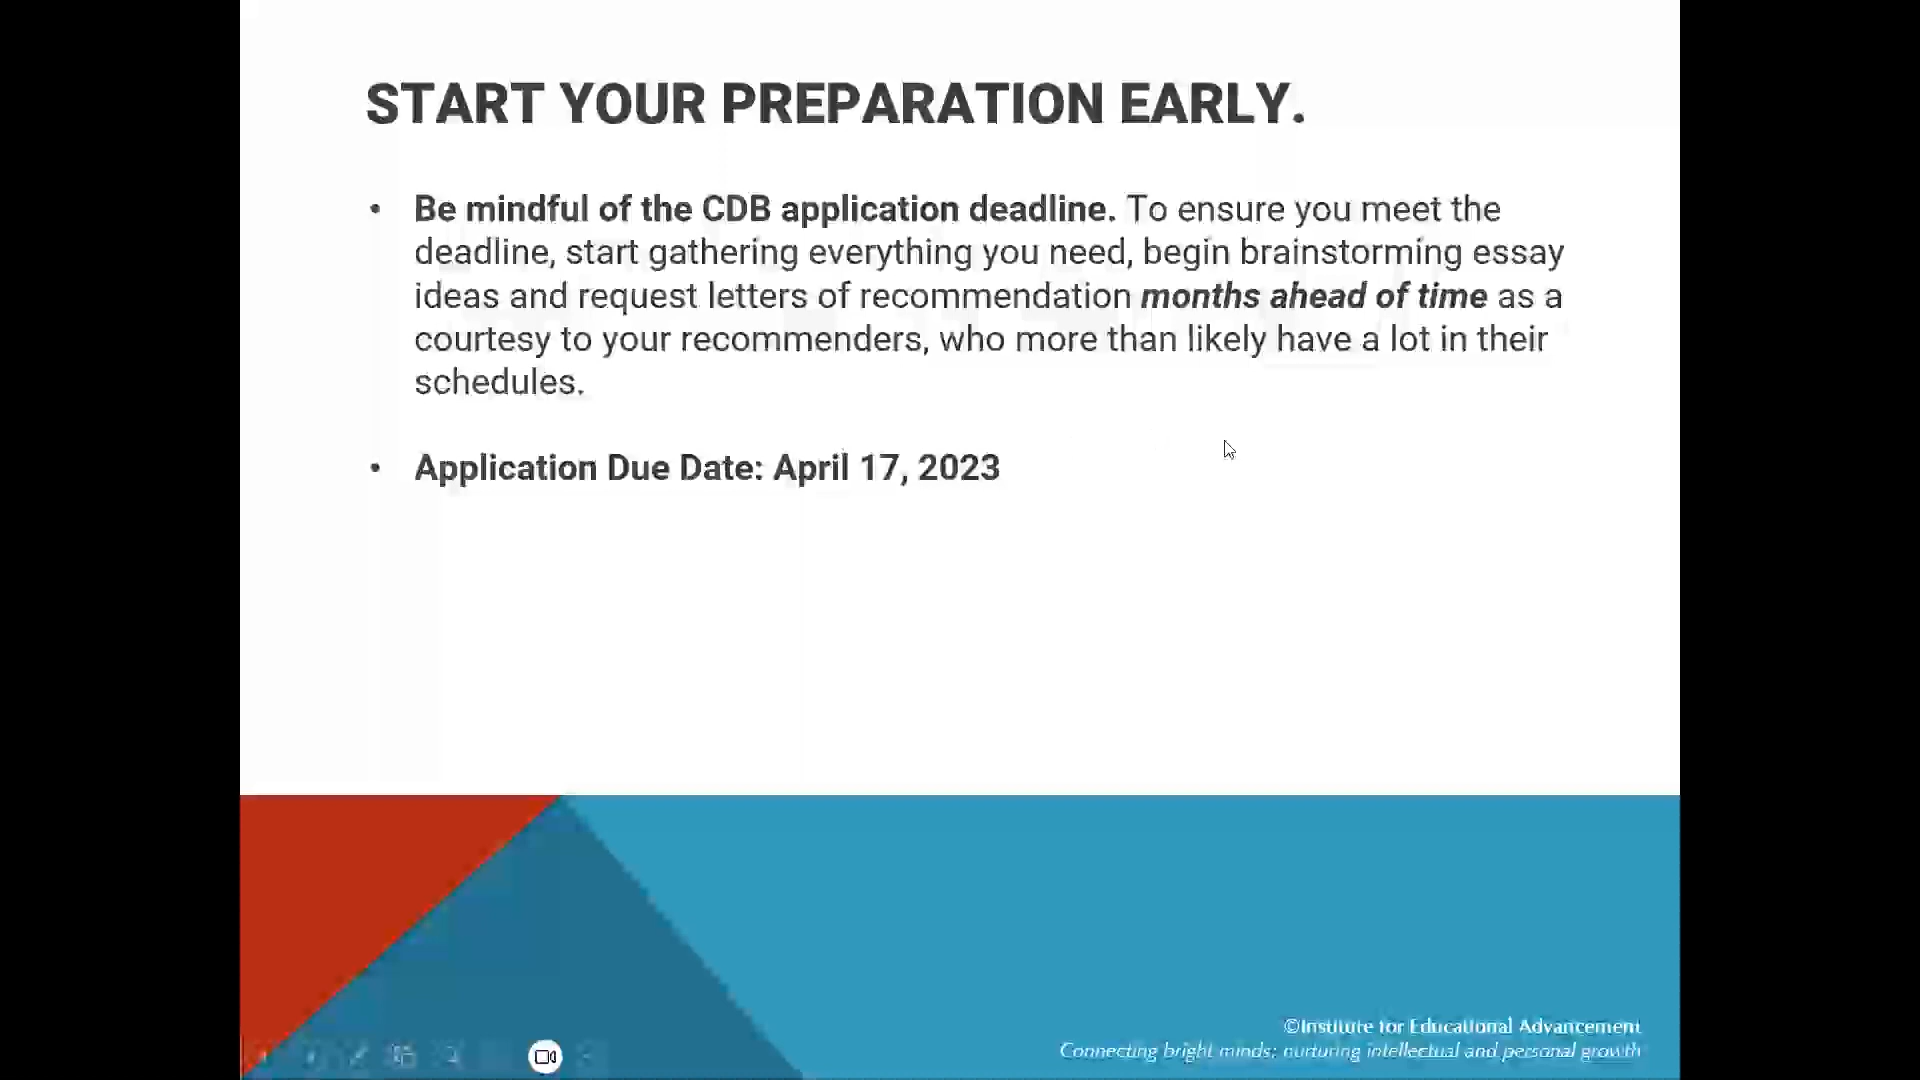 START YOUR PREPARATION EARLY.
• Be mindful of the CDB application deadline. To ensure you meet the
deadline, start gathering everything you need, begin brainstorming essay
ideas and request letters of recommendation months ahead of time as a
courtesy to your recommenders, who more than likely have a lot in their
schedules.
• Application Due Date: April 17, 2023
©Institute for Educational Advancement
Connecting bright minds; nurturing intellectual and personal growth